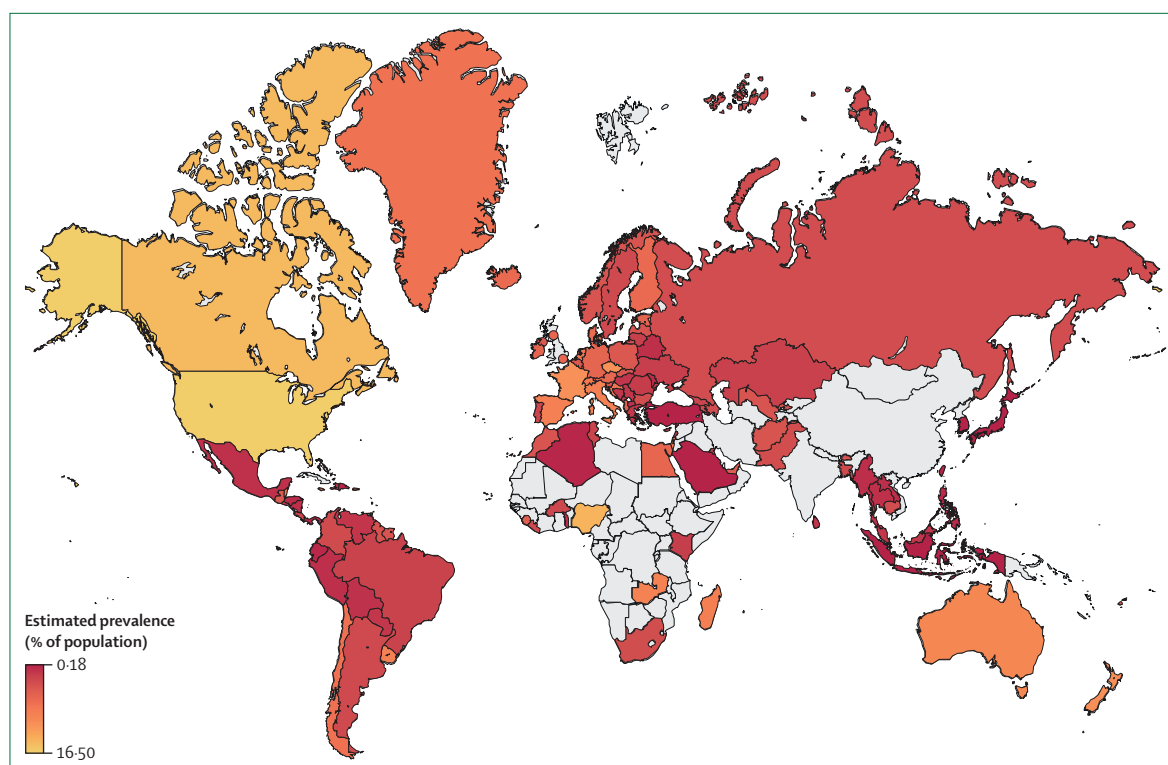 Estimated prevalence
(% of population)
0·18
16·50